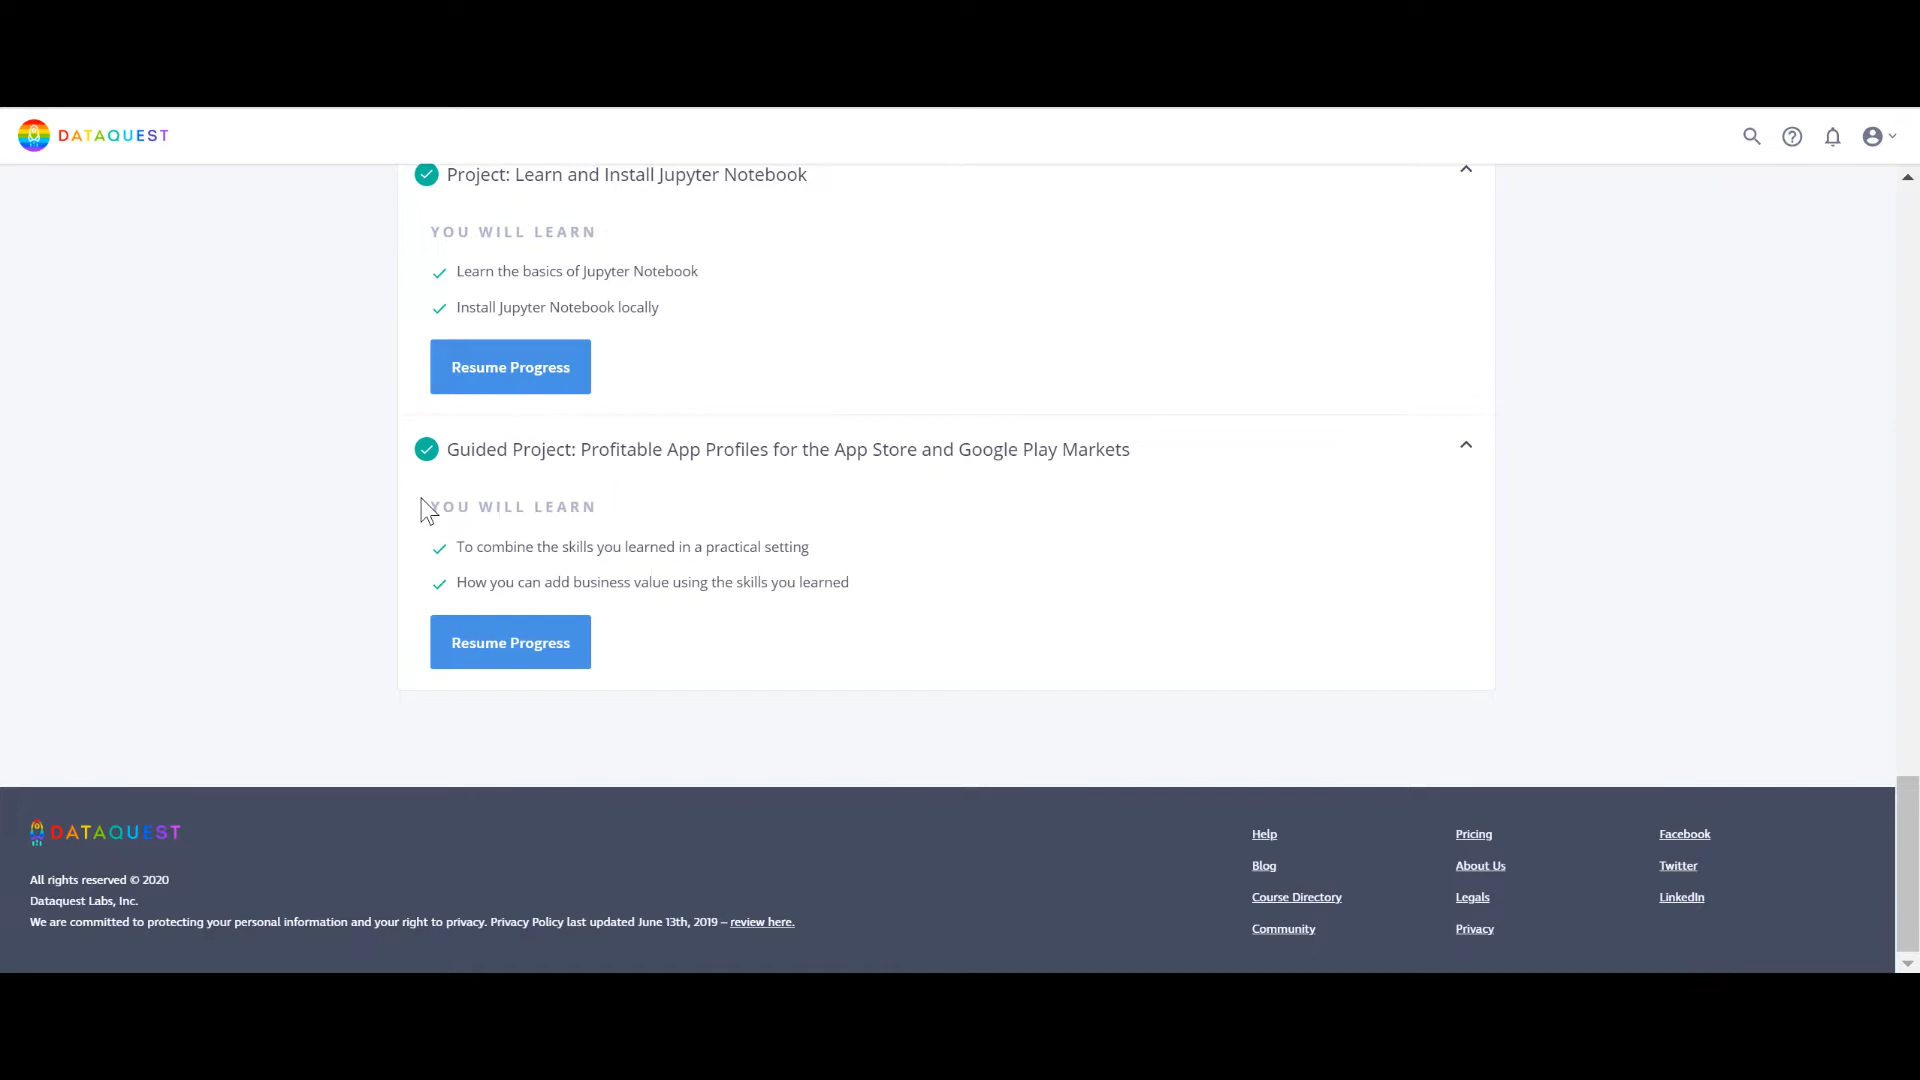 DATAQUEST
Project: Learn and Install Jupyter Notebook
YOU WILL LEARN
Learn the basics of Jupyter Notebook
Install Jupyter Notebook locally
Resume Progress
Guided Project: Profitable App Profiles for the App Store and Google Play Markets
YOU WILL LEARN
To combine the skills you learned in a practical setting
How you can add business value using the skills you learned
Resume Progress
DATAQUEST
All rights reserved © 2020
Dataquest Labs, Inc.
We are committed to protecting your personal information and your right to privacy. Privacy Policy last updated June 13th, 2019 – review here.
Help
Blog
Course Directory
Community
Pricing
About Us
Legals
Privacy
Facebook
Twitter
LinkedIn